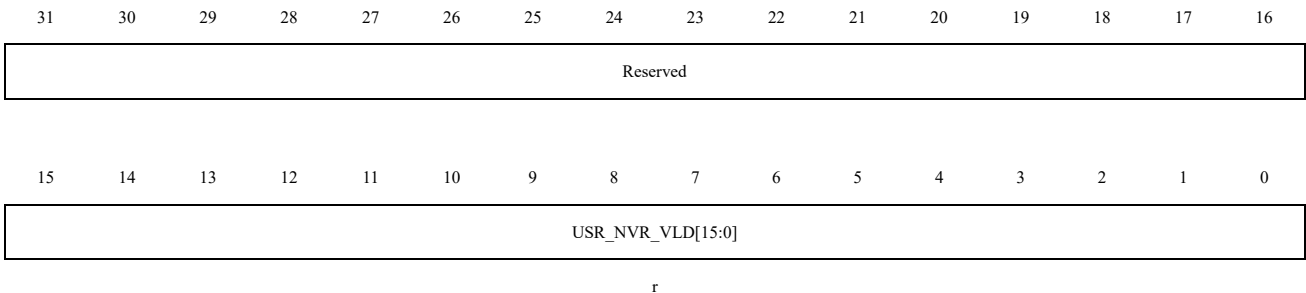 31 30 29 28 27 26 25 24 23 22 21 20 19 18 17 16
Reserved
15 14 13 12 11 10 9 8 7 6 5 4 3 2 1 0
USR_NVR_VLD[15:0]
r